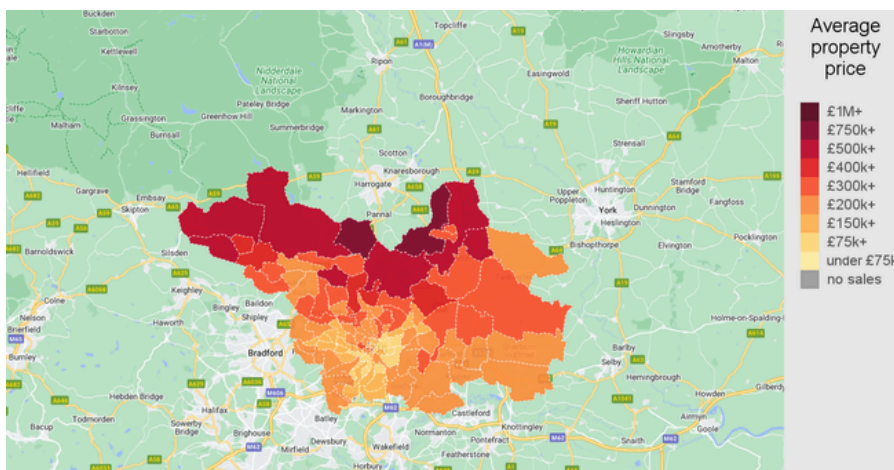 Buckden
Starbotton
Kettlewell
Kilnsey
Grassington
Malham
Burnsall
Nidderdale
National
Landscape
Pateley Bridge
Greenhow Hill
Summerbridge
Markington
Ripon
Topcliffe
Boroughbridge
Easingwold
Howardian
Hills National
Landscape
Slingsby
Amotherby
Malton
Sheriff Hutton
Strensall
Scotton
Knaresborough
Harrogate
Pannal
Hellifield
Gargrave
Embsay
Skipton
Barnoldswick
Silsden
Keighley
Colne
Nelson
Brierfield
Burnley
Haworth
Bingley
Baildon
Shipley
Bradford
Hebden Bridge
Todmorden
Bacup
Halifax
Sowerby
Bridge
Brighouse
Batley
Dewsbury
Mirfield
Horbury
Wakefield
Normanton
Featherstone
Castleford
Pontefract
Knottingley
Upper
Poppleton
Huntington
York
Heslington
Bishopthorpe
Dunnington
Stamford
Bridge
Fangfoss
Elvington
Pocklington
Holme-on-Spalding-
Barlby
Selby
Hemingbrough
Howden
Gilberdy
Airmyn
Goole
Snaith
Average
property
price
£1M+
£750k+
£500k+
£400k+
£300k+
£200k+
£150k+
£75k+
under £75k
no sales